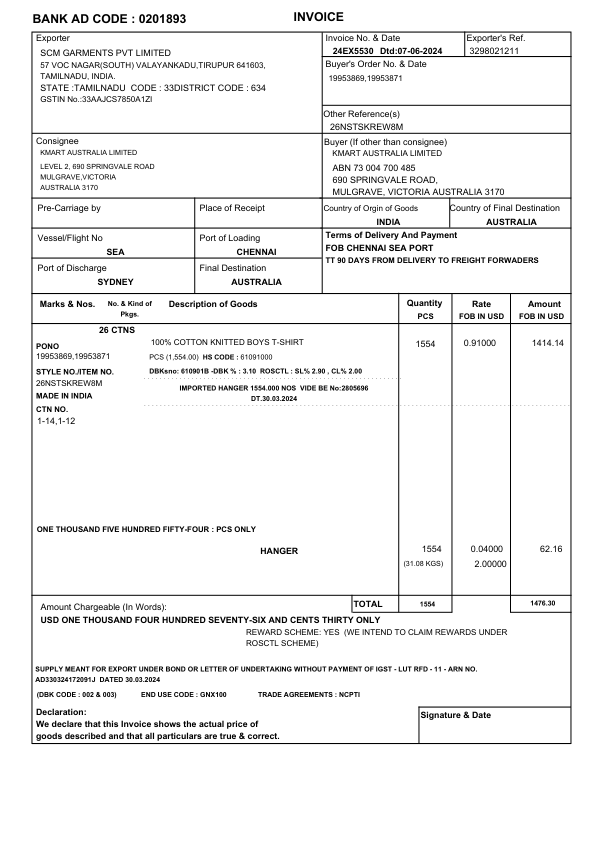 BANK AD CODE : 0201893
INVOICE
Exporter
SCM GARMENTS PVT LIMITED
57 VOC NAGAR(SOUTH) VALAYANKADU,TIRUPUR 641603,
TAMILNADU, INDIA.
STATE :TAMILNADU CODE : 33DISTRICT CODE : 634
GSTIN No.:33AAJCS7850A1ZI
Invoice No. & Date
24EX5530 Dtd:07-06-2024
Exporter's Ref.
3298021211
Buyer's Order No. & Date
19953869,19953871
Other Reference(s)
26NSTSKREW8M
Consignee
KMART AUSTRALIA LIMITED
LEVEL 2, 690 SPRINGVALE ROAD
MULGRAVE,VICTORIA
AUSTRALIA 3170
Buyer (If other than consignee)
KMART AUSTRALIA LIMITED
ABN 73 004 700 485
690 SPRINGVALE ROAD,
MULGRAVE, VICTORIA AUSTRALIA 3170
Pre-Carriage by
Place of Receipt
Country of Orgin of Goods
INDIA
Country of Final Destination
AUSTRALIA
Vessel/Flight No
SEA
Port of Loading
CHENNAI
Terms of Delivery And Payment
FOB CHENNAI SEA PORT
TT 90 DAYS FROM DELIVERY TO FREIGHT FORWADERS
Port of Discharge
SYDNEY
Final Destination
AUSTRALIA
Marks & Nos.
No. & Kind of
Pkgs.
Description of Goods
Quantity
PCS
Rate
FOB IN USD
Amount
FOB IN USD
26 CTNS
PONO
19953869,19953871
100% COTTON KNITTED BOYS T-SHIRT
1554
0.91000
1414.14
PCS (1,554.00) HS CODE : 61091000
STYLE NO./ITEM NO.
26NSTSKREW8M
DBKsno: 610901B -DBK % : 3.10 ROSCTL : SL% 2.90 , CL% 2.00
MADE IN INDIA
IMPORTED HANGER 1554.000 NOS VIDE BE No:2805696
DT.30.03.2024
CTN NO.
1-14,1-12
ONE THOUSAND FIVE HUNDRED FIFTY-FOUR : PCS ONLY
HANGER
1554
0.04000
62.16
(31.08 KGS)
2.00000
Amount Chargeable (In Words):
TOTAL
1554
1476.30
USD ONE THOUSAND FOUR HUNDRED SEVENTY-SIX AND CENTS THIRTY ONLY
REWARD SCHEME: YES (WE INTEND TO CLAIM REWARDS UNDER
ROSCTL SCHEME)
SUPPLY MEANT FOR EXPORT UNDER BOND OR LETTER OF UNDERTAKING WITHOUT PAYMENT OF IGST - LUT RFD - 11 - ARN NO.
AD330324172091J DATED 30.03.2024
(DBK CODE : 002 & 003) END USE CODE : GNX100 TRADE AGREEMENTS : NCPTI
Declaration:
We declare that this Invoice shows the actual price of
goods described and that all particulars are true & correct.
Signature & Date